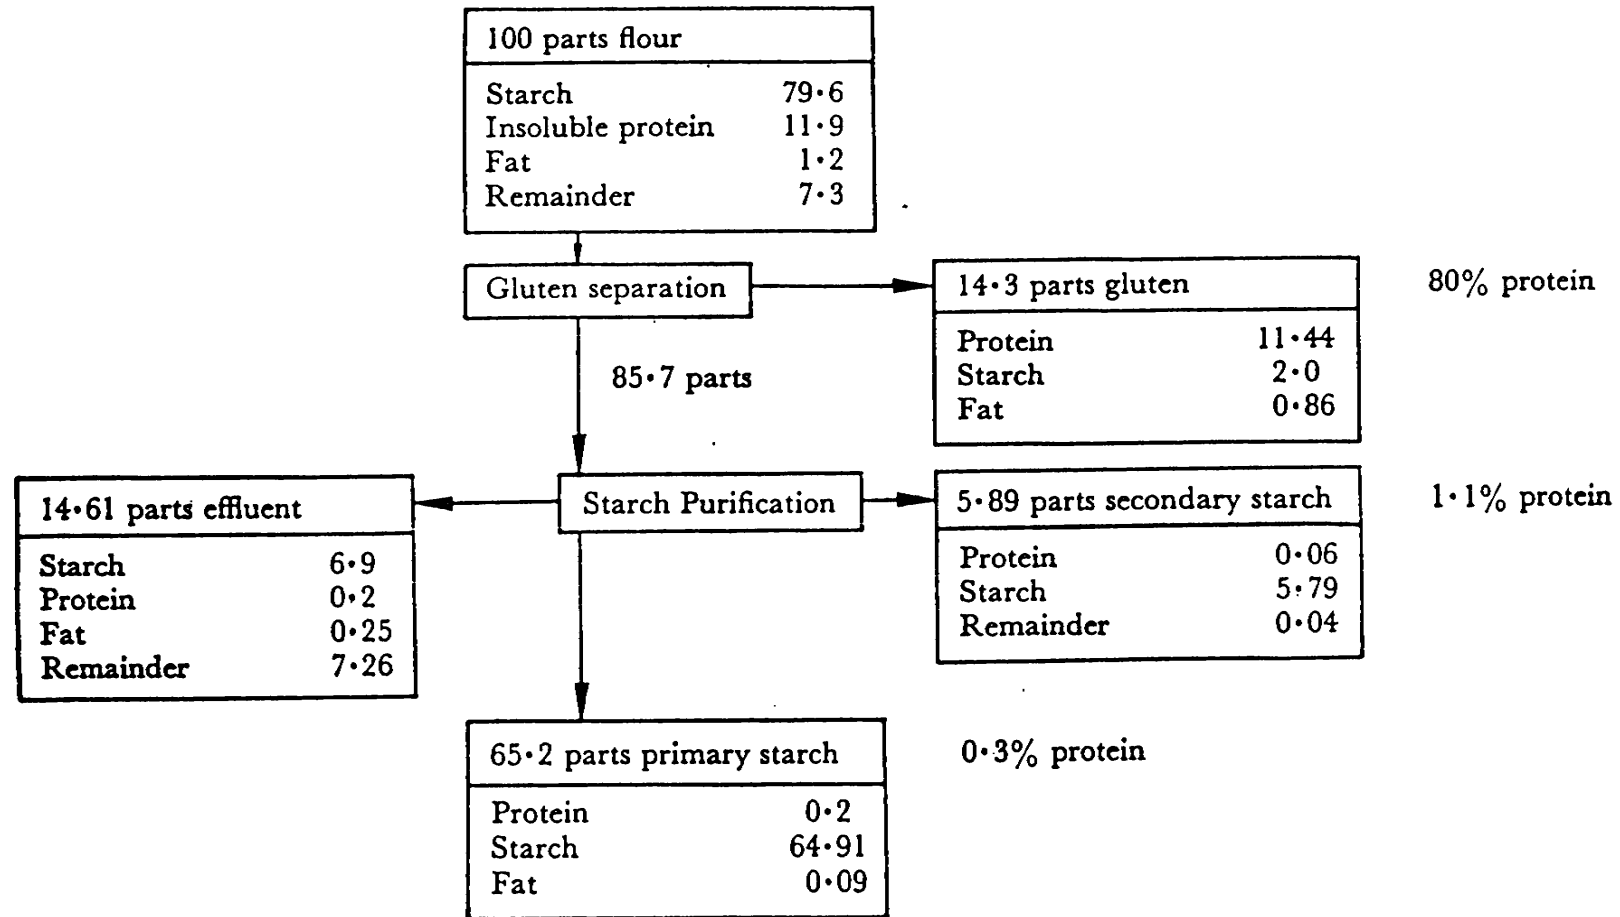 100 parts flour
Starch 79·6
Insoluble protein 11·9
Fat 1·2
Remainder 7·3
Gluten separation
14·3 parts gluten
80% protein
Protein 11·44
Starch 2·0
Fat 0·86
85·7 parts
14·61 parts effluent
Starch 6·9
Protein 0·2
Fat 0·25
Remainder 7·26
Starch Purification
5·89 parts secondary starch
1·1% protein
Protein 0·06
Starch 5·79
Remainder 0·04
65·2 parts primary starch
0·3% protein
Protein 0·2
Starch 64·91
Fat 0·09